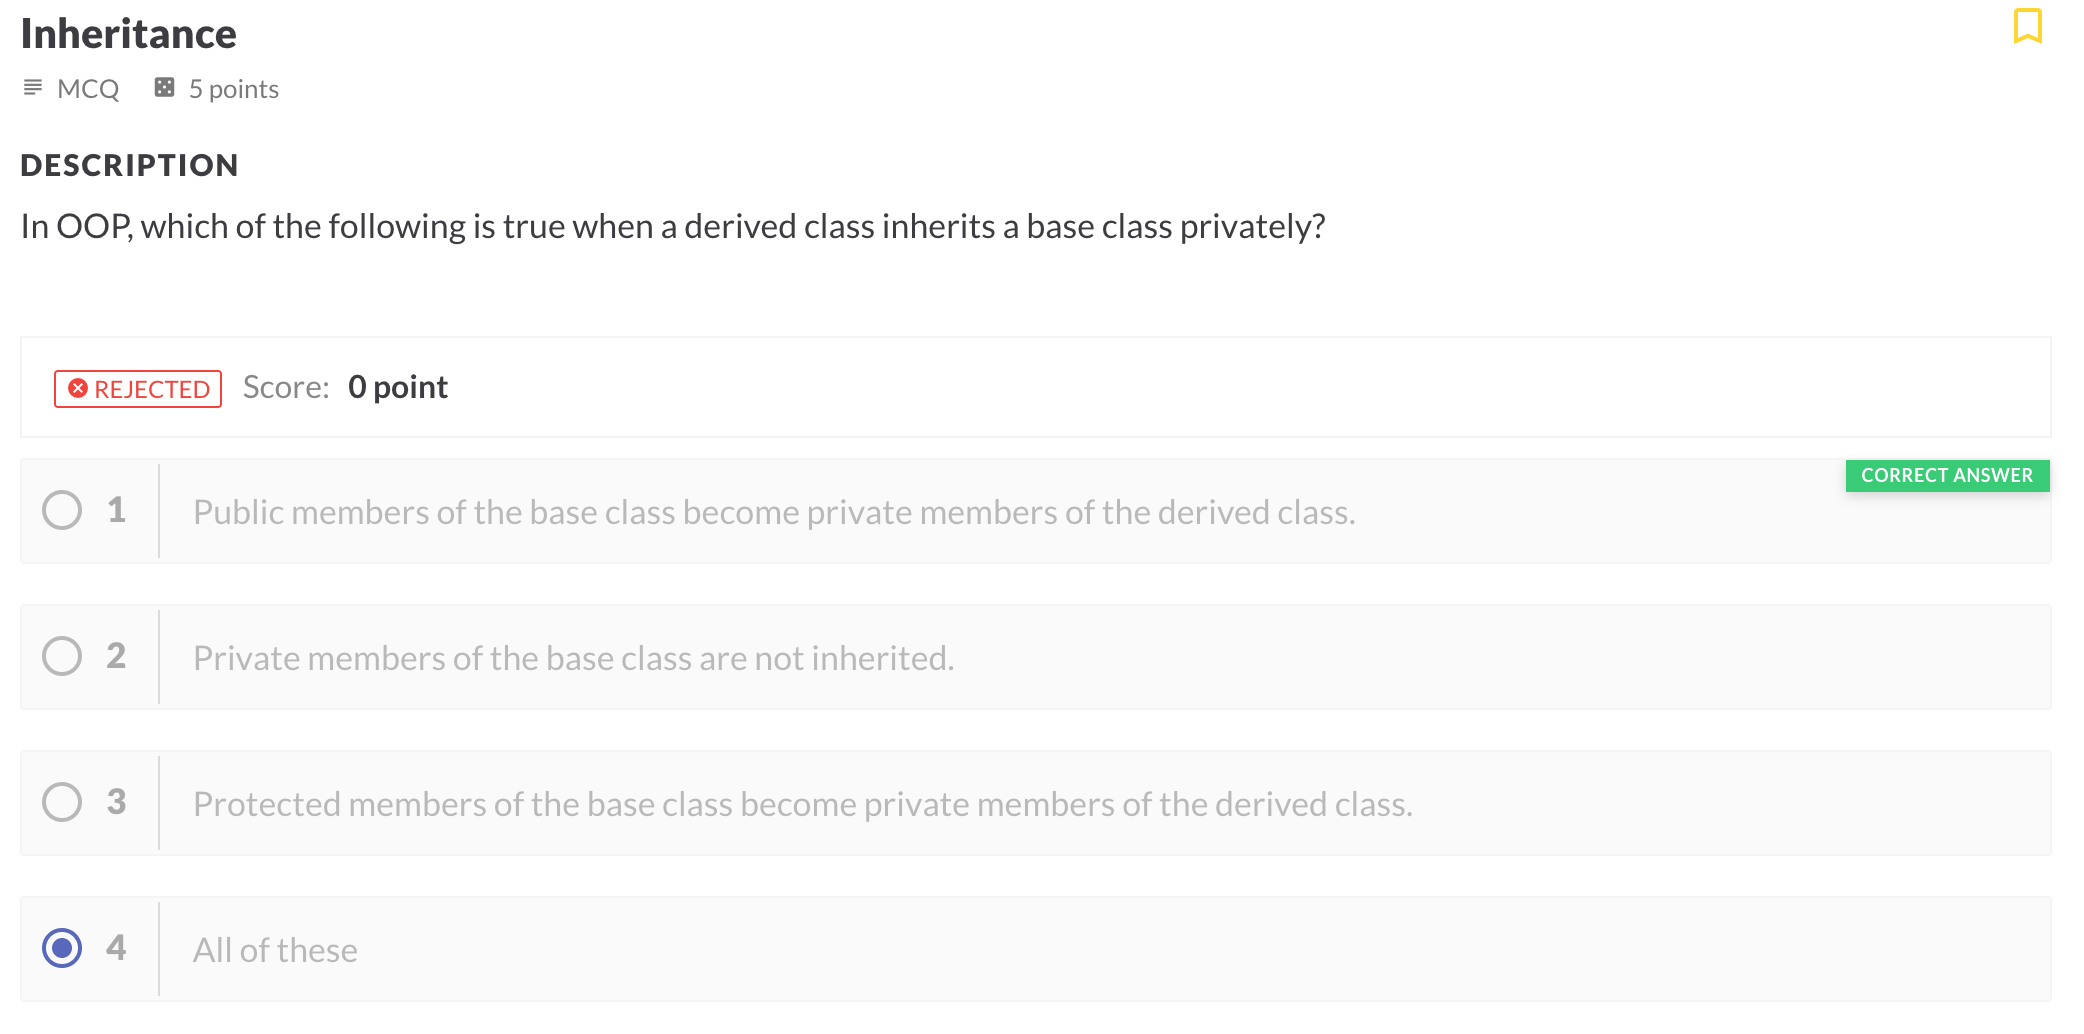 Inheritance
MCQ 5 points
DESCRIPTION
In OOP, which of the following is true when a derived class inherits a base class privately?
REJECTED Score: 0 point
CORRECT ANSWER
1 Public members of the base class become private members of the derived class.
2 Private members of the base class are not inherited.
3 Protected members of the base class become private members of the derived class.
4 All of these